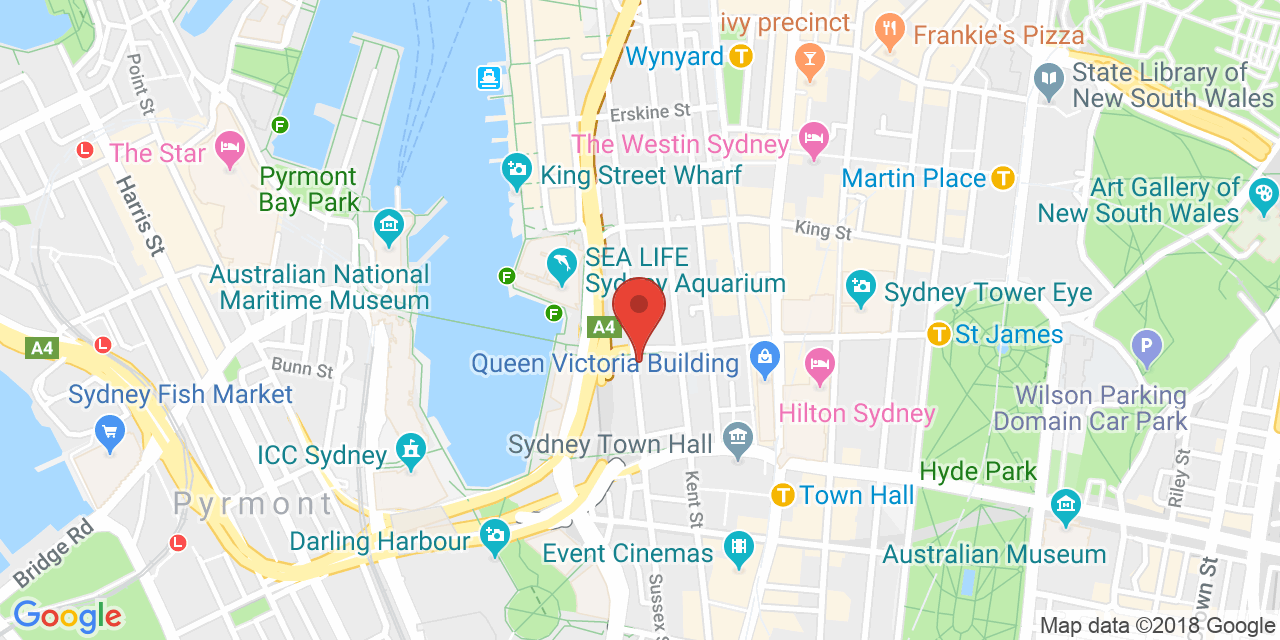 ivy precinct
Frankie's Pizza
Wynyard
T
State Library of
New South Wales
Point St
Erskine St
F
L
The Star
The Westin Sydney
Pyrmont
Bay Park
King Street Wharf
Martin Place
T
Art Gallery of
New South Wales
Harris St
King St
Australian National
Maritime Museum
SEA LIFE
Sydney Aquarium
F
F
Sydney Tower Eye
A4
A4
L
T
St James
P
Bunn St
Queen Victoria Building
Sydney Fish Market
Hilton Sydney
Wilson Parking
Domain Car Park
ICC Sydney
Sydney Town Hall
Hyde Park
Riley St
Pyrmont
Kent St
T
Town Hall
Bridge Rd
L
Darling Harbour
Event Cinemas
Australian Museum
Sussex
Google
Map data ©2018 Google